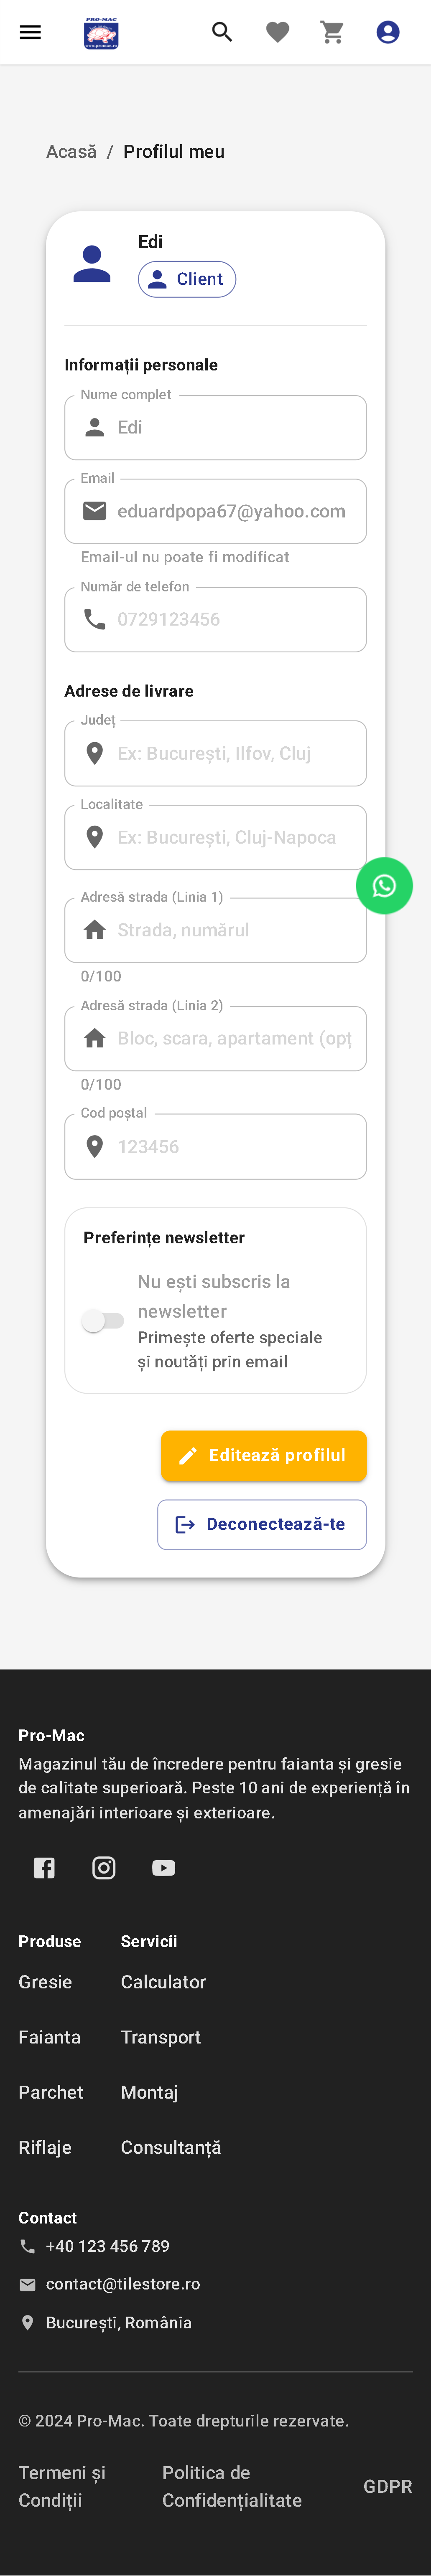 PRO-MAC
www.promac.ro
Acasă / Profilul meu
Edi
Client
Informații personale
Nume complet
Edi
Email
eduardpopa67@yahoo.com
Email-ul nu poate fi modificat
Număr de telefon
0729123456
Adrese de livrare
Județ
Ex: București, Ilfov, Cluj
Localitate
Ex: București, Cluj-Napoca
Adresă strada (Linia 1)
Strada, numărul
0/100
Adresă strada (Linia 2)
Bloc, scara, apartament (opț
0/100
Cod poștal
123456
Preferințe newsletter
Nu ești subscris la
newsletter
Primește oferte speciale
și noutăți prin email
Editează profilul
Deconectează-te
Pro-Mac
Magazinul tău de încredere pentru faianta și gresie
de calitate superioară. Peste 10 ani de experiență în
amenajări interioare și exterioare.
Produse
Gresie
Faianta
Parchet
Riflaje
Servicii
Calculator
Transport
Montaj
Consultanță
Contact
+40 123 456 789
contact@tilestore.ro
București, România
© 2024 Pro-Mac. Toate drepturile rezervate.
Termeni și
Condiții
Politica de
Confidențialitate
GDPR